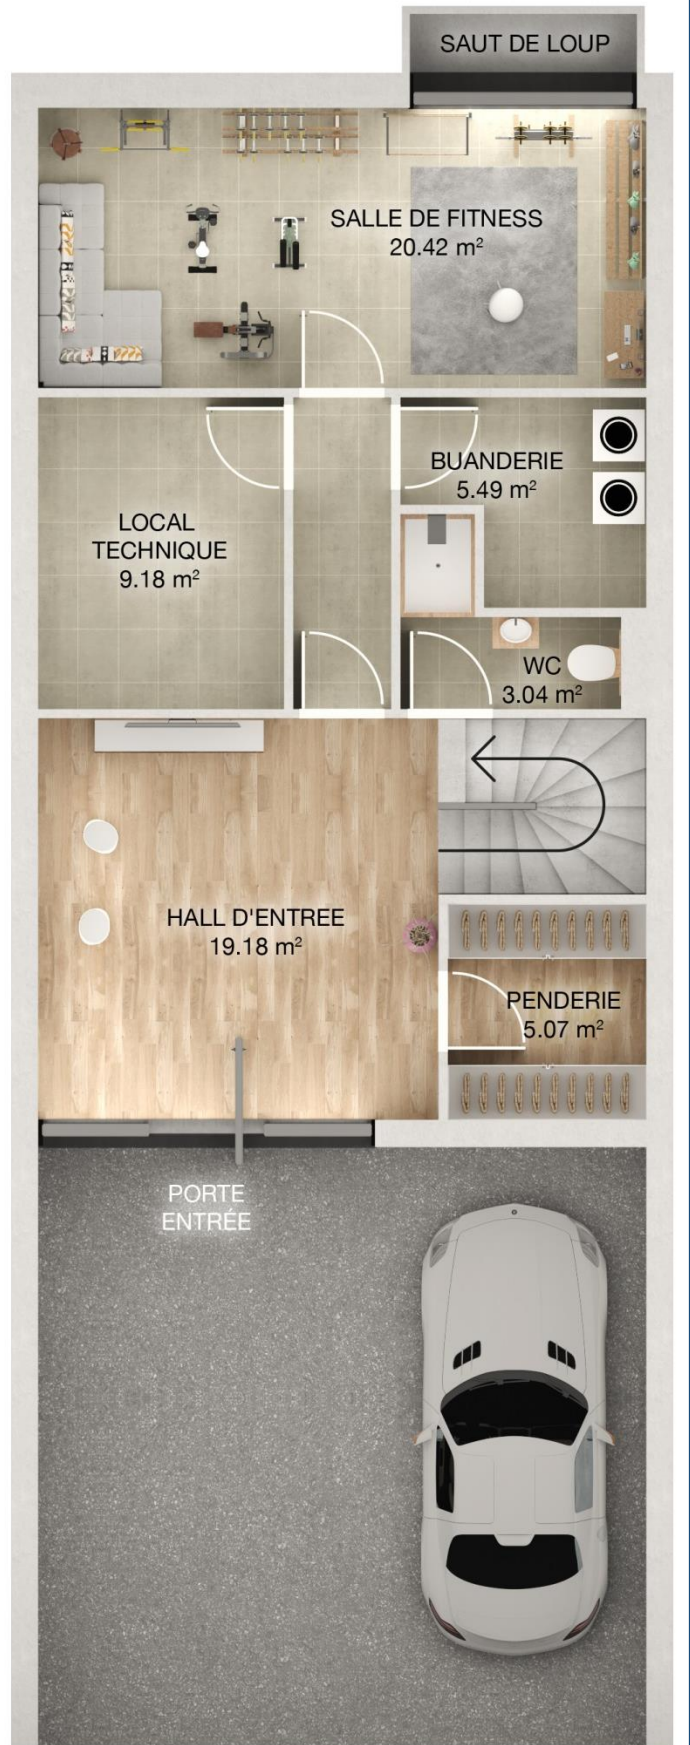 SAUT DE LOUP
SALLE DE FITNESS
20.42 m²
BUANDERIE
5.49 m²
LOCAL
TECHNIQUE
9.18 m²
WC
3.04 m²
HALL D'ENTREE
19.18 m²
PENDERIE
5.07 m²
PORTE
ENTRÉE